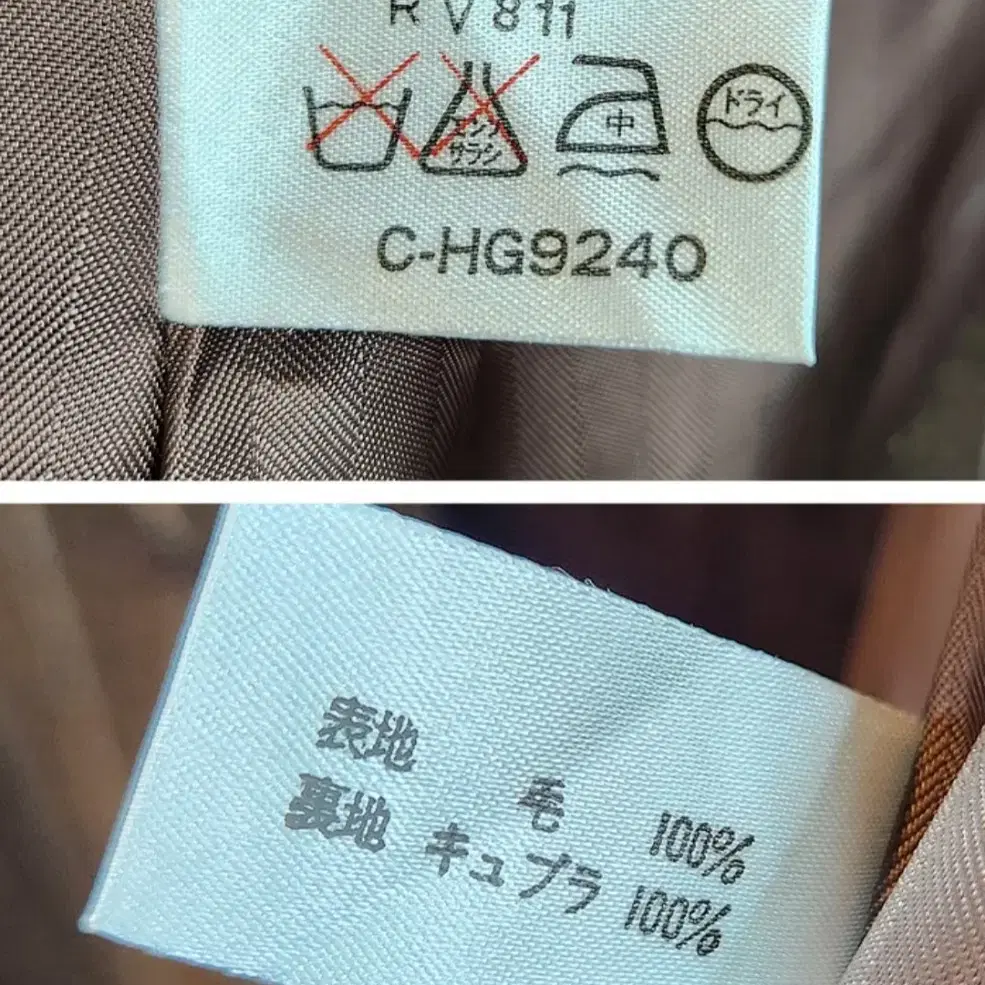 RV811
エンソ
サラシ
中
ドライ
C-HG9240
表地 毛 100%
裏地 キュプラ 100%